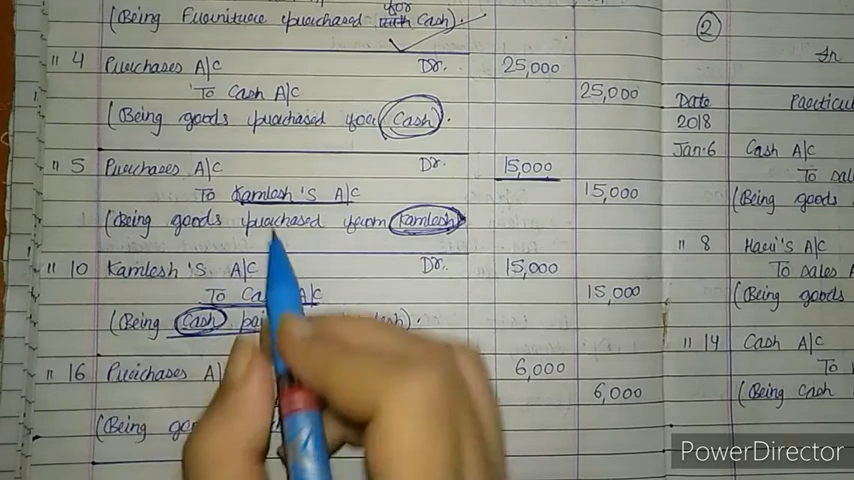 (Being Furniture purchased for with Cash).
" 4 Purchases A/C Dr. 25,000
To Cash A/C 25,000
(Being goods purchased for Cash).
" 5 Purchases A/C Dr. 15,000
To Kamlesh 'S A/C 15,000
(Being goods purchased from Kamlesh)
" 10 Kamlesh 'S A/C Dr. 15,000
To A/C 15,000
(Being Cash
" 16 Purchases 6,000
6,000
(Being
2
Date
2018
Jan. 6 Cash A/C
To
(Being goods
" 8 Hari's A/C
To Sales A
(Being goods
" 14 Cash A/C
To
(Being Cash
PowerDirector